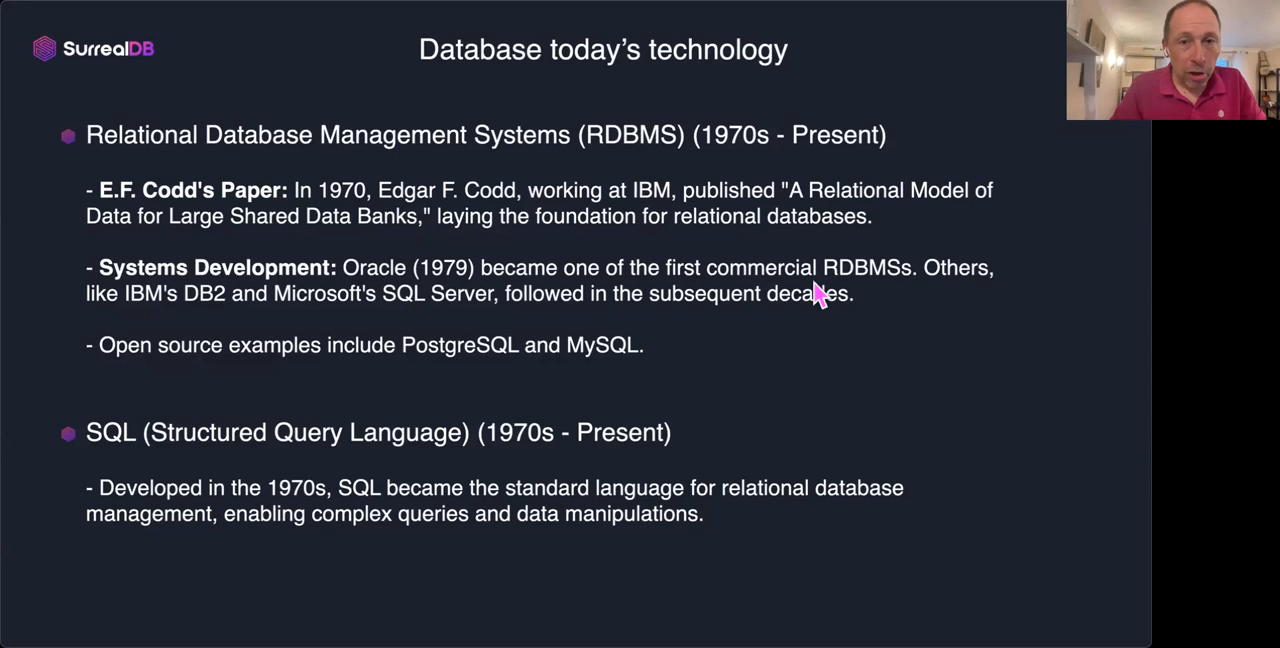 SurrealDB
Database today's technology
Relational Database Management Systems (RDBMS) (1970s - Present)
- E.F. Codd's Paper: In 1970, Edgar F. Codd, working at IBM, published "A Relational Model of
Data for Large Shared Data Banks," laying the foundation for relational databases.
- Systems Development: Oracle (1979) became one of the first commercial RDBMSs. Others,
like IBM's DB2 and Microsoft's SQL Server, followed in the subsequent decades.
- Open source examples include PostgreSQL and MySQL.
SQL (Structured Query Language) (1970s - Present)
- Developed in the 1970s, SQL became the standard language for relational database
management, enabling complex queries and data manipulations.